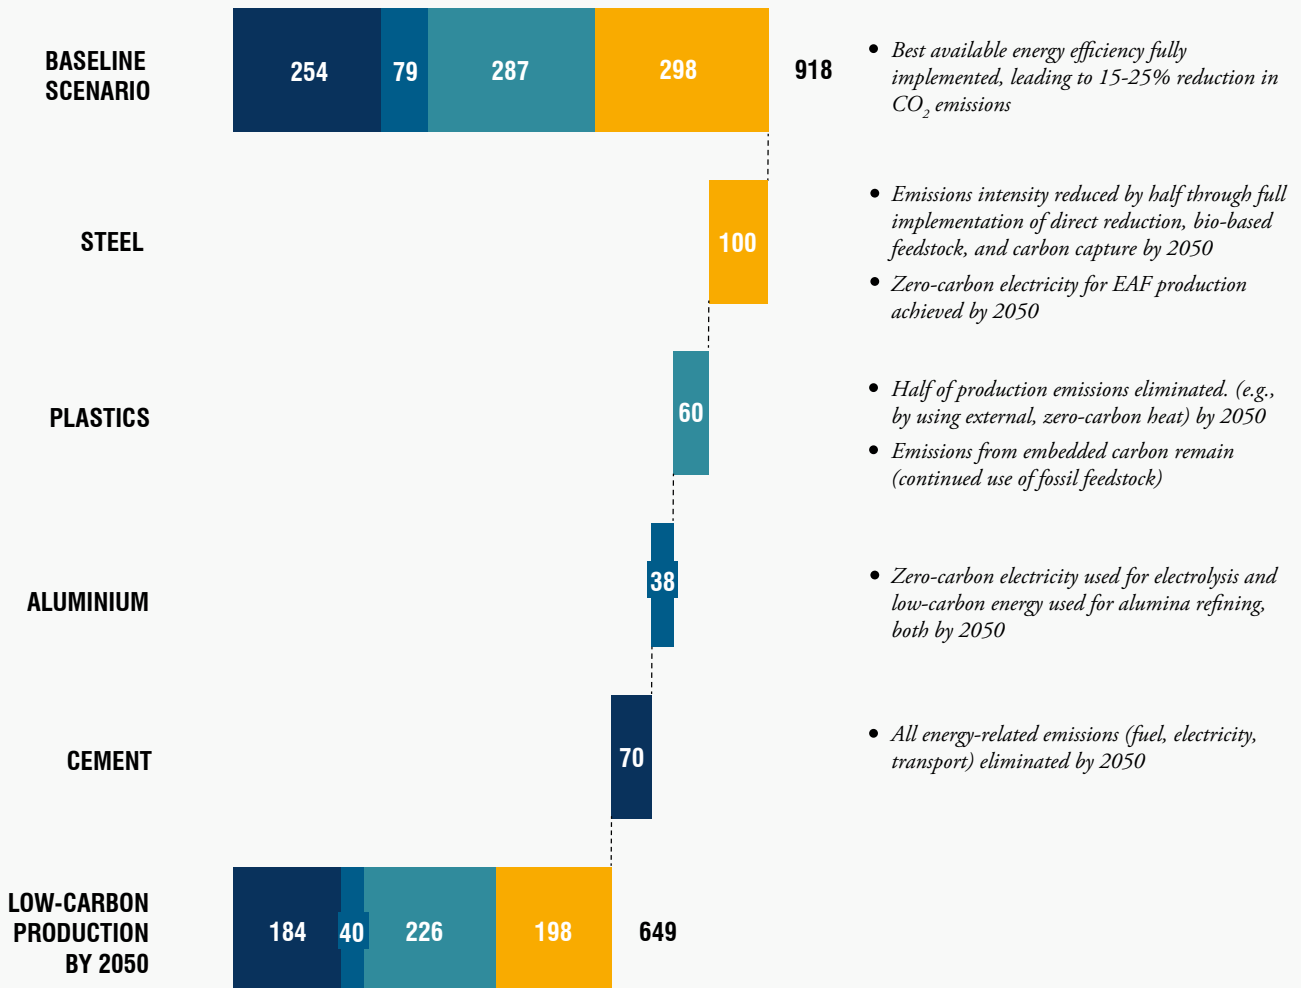 BASELINE
SCENARIO
254
79
287
298
918
• Best available energy efficiency fully
implemented, leading to 15-25% reduction in
CO₂ emissions
STEEL
100
• Emissions intensity reduced by half through full
implementation of direct reduction, bio-based
feedstock, and carbon capture by 2050
• Zero-carbon electricity for EAF production
achieved by 2050
PLASTICS
60
• Half of production emissions eliminated. (e.g.,
by using external, zero-carbon heat) by 2050
• Emissions from embedded carbon remain
(continued use of fossil feedstock)
ALUMINIUM
38
• Zero-carbon electricity used for electrolysis and
low-carbon energy used for alumina refining,
both by 2050
CEMENT
70
• All energy-related emissions (fuel, electricity,
transport) eliminated by 2050
LOW-CARBON
PRODUCTION
BY 2050
184
40
226
198
649